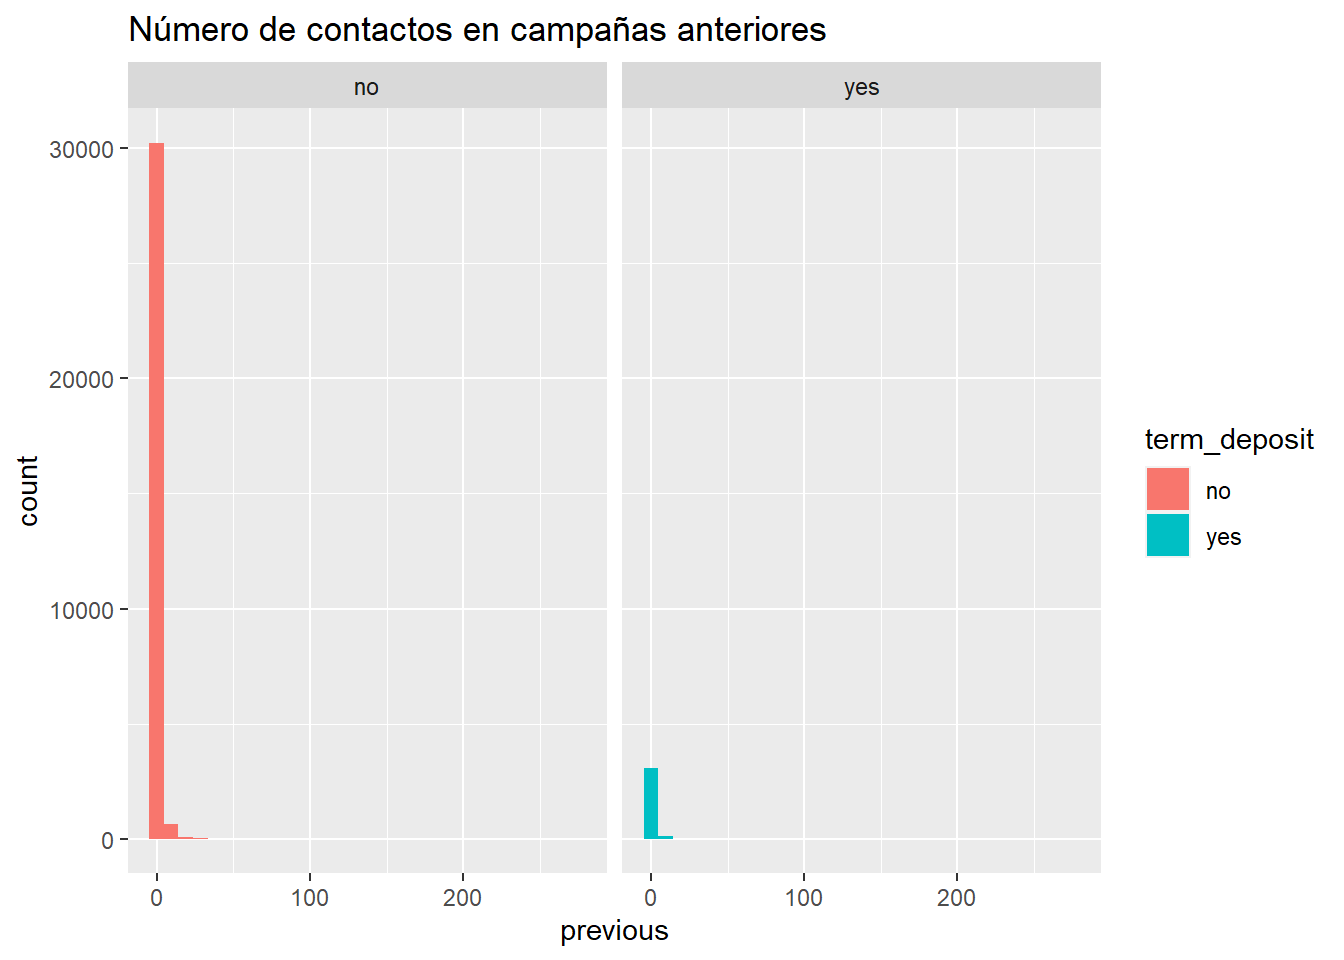 Número de contactos en campañas anteriores
no
yes
30000
20000
10000
0
count
0
100
200
0
100
200
previous
term_deposit
no
yes